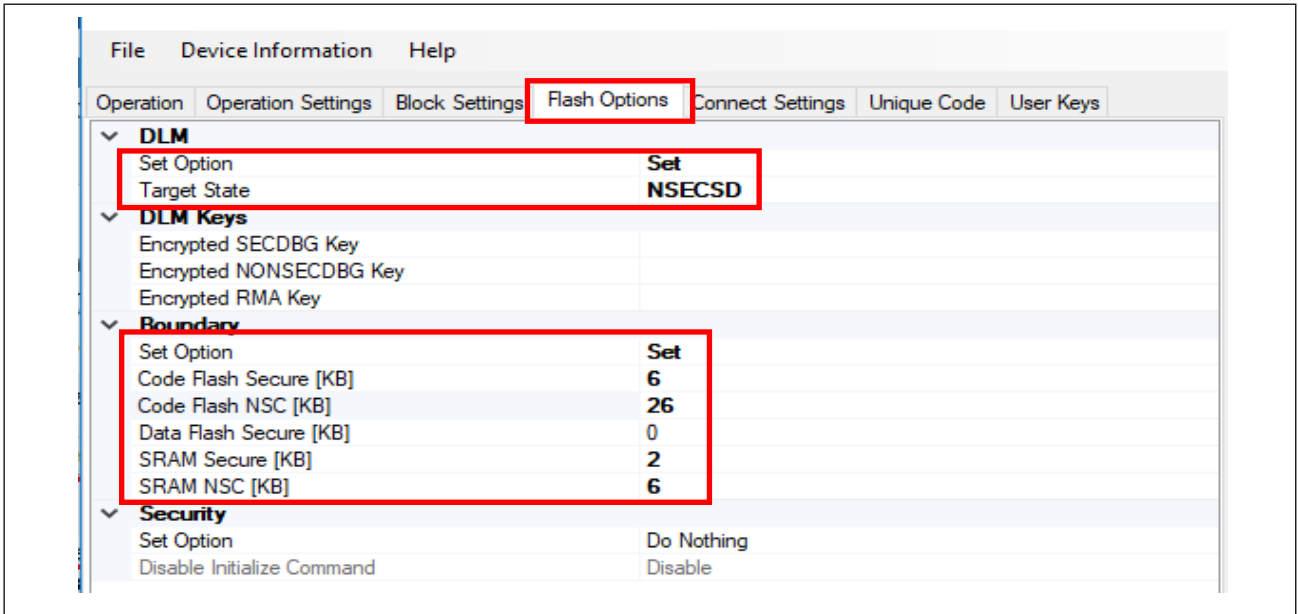 File Device Information Help
Operation Operation Settings Block Settings Flash Options Connect Settings Unique Code User Keys
DLM
Set Option Set
Target State NSECSD
DLM Keys
Encrypted SECDBG Key
Encrypted NONSECDBG Key
Encrypted RMA Key
Boundary
Set Option Set
Code Flash Secure [KB] 6
Code Flash NSC [KB] 26
Data Flash Secure [KB] 0
SRAM Secure [KB] 2
SRAM NSC [KB] 6
Security
Set Option Do Nothing
Disable Initialize Command Disable